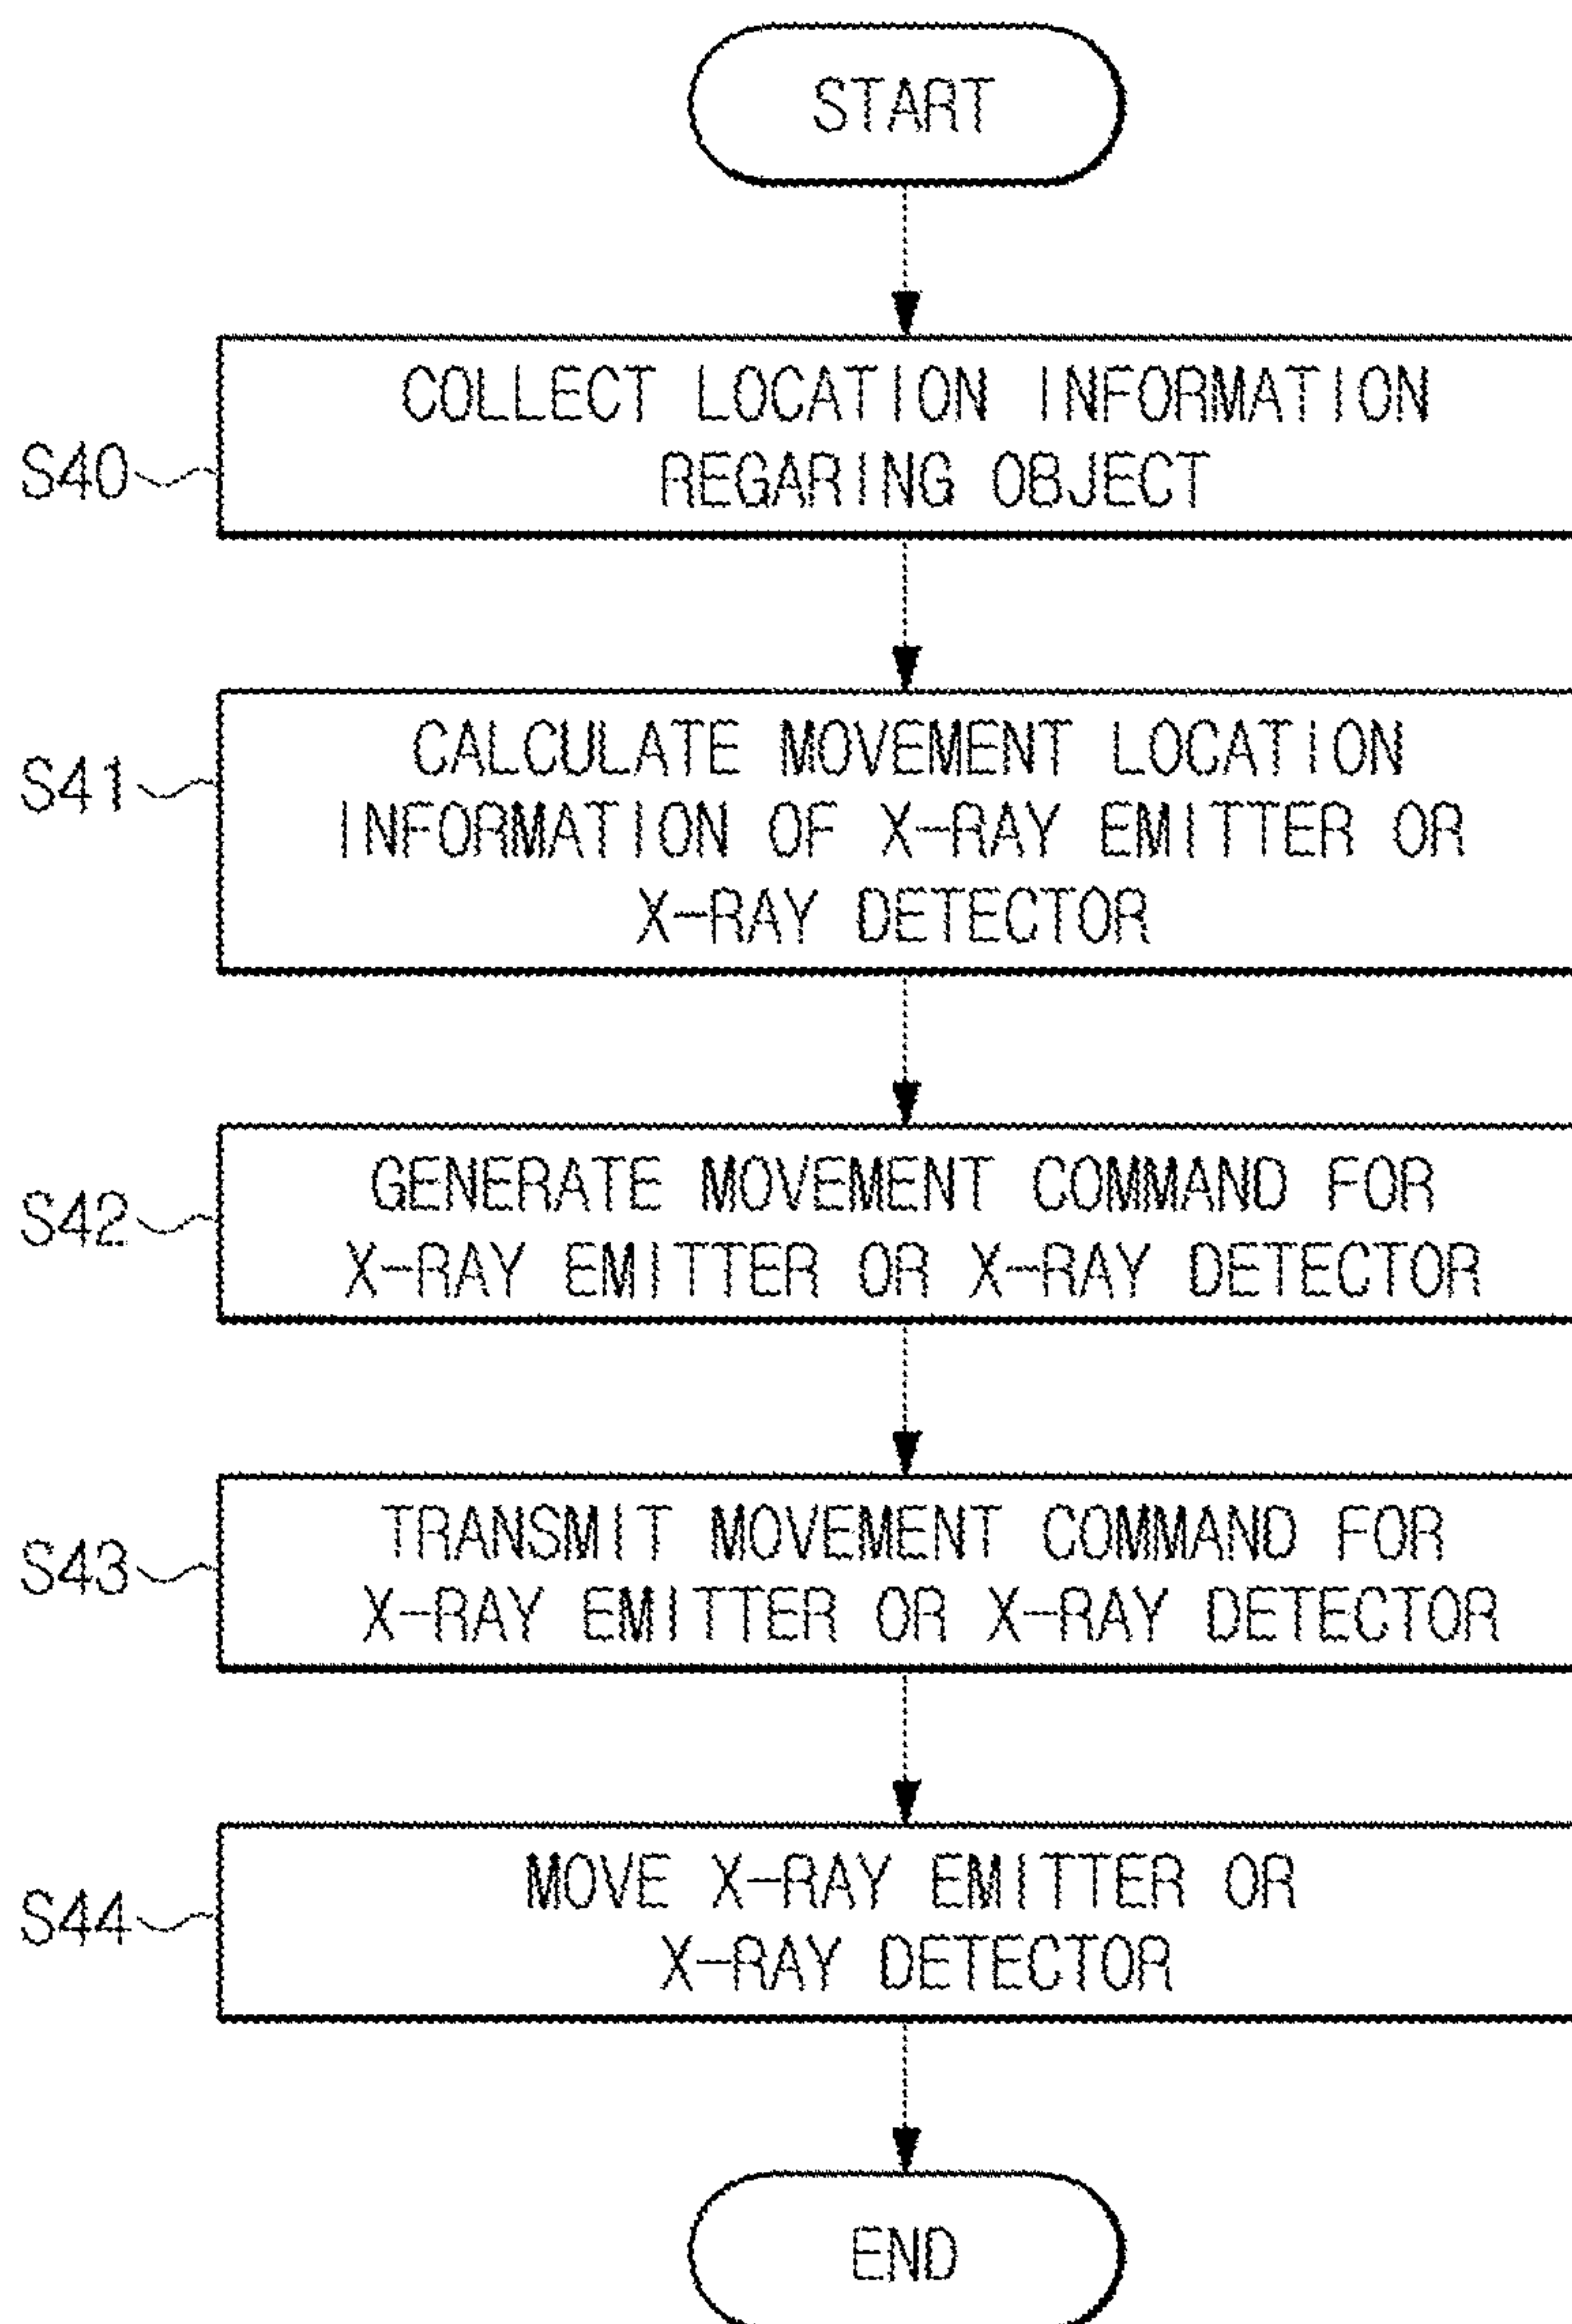 START
COLLECT LOCATION INFORMATION
REGARING OBJECT
S40
CALCULATE MOVEMENT LOCATION
INFORMATION OF X-RAY EMITTER OR
X-RAY DETECTOR
S41
GENERATE MOVEMENT COMMAND FOR
X-RAY EMITTER OR X-RAY DETECTOR
S42
TRANSMIT MOVEMENT COMMAND FOR
X-RAY EMITTER OR X-RAY DETECTOR
S43
MOVE X-RAY EMITTER OR
X-RAY DETECTOR
S44
END